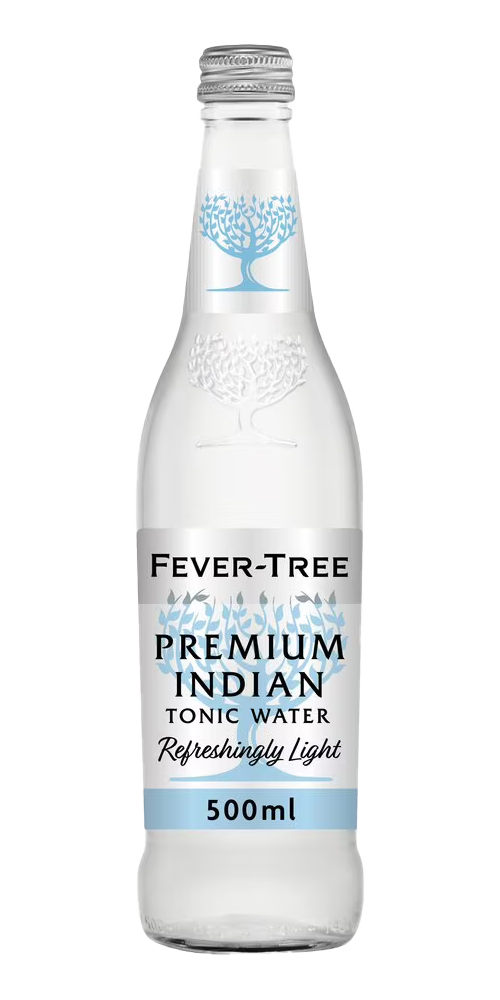 FEVER-TREE
PREMIUM
INDIAN
TONIC WATER
Refreshingly Light
500ml